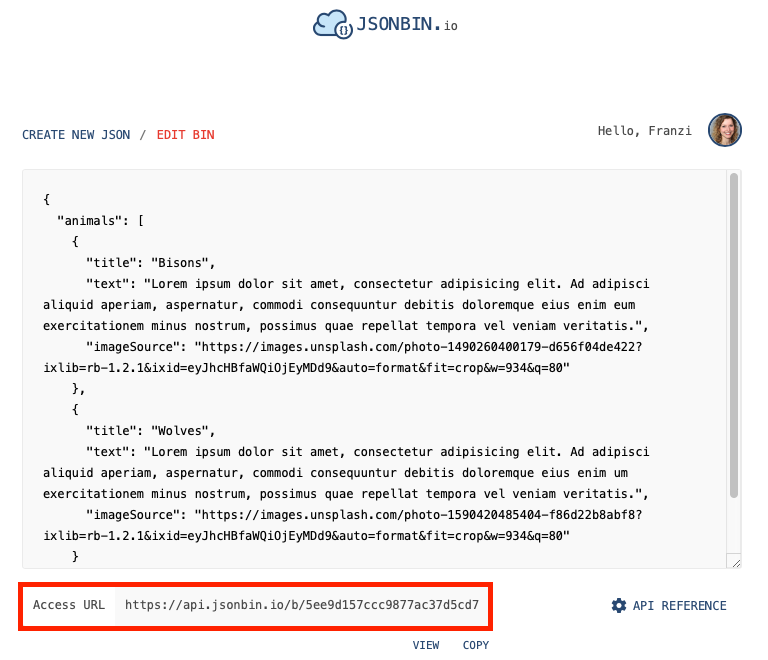 {} JSONBIN.io
CREATE NEW JSON / EDIT BIN
Hello, Franzi
{
"animals": [
{
"title": "Bisons",
"text": "Lorem ipsum dolor sit amet, consectetur adipisicing elit. Ad adipisci
aliquid aperiam, aspernatur, commodi consequuntur debitis doloremque eius enim eum
exercitationem minus nostrum, possimus quae repellat tempora vel veniam veritatis.",
"imageSource": "https://images.unsplash.com/photo-1490260400179-d656f04de422?
ixlib=rb-1.2.1&ixid=eyJhcHBfaWQiOjEyMDd9&auto=format&fit=crop&w=934&q=80"
},
{
"title": "Wolves",
"text": "Lorem ipsum dolor sit amet, consectetur adipisicing elit. Ad adipisci
aliquid aperiam, aspernatur, commodi consequuntur debitis doloremque eius enim um
exercitationem minus nostrum, possimus quae repellat tempora vel veniam veritatis.",
"imageSource": "https://images.unsplash.com/photo-1590420485404-f86d22b8abf8?
ixlib=rb-1.2.1&ixid=eyJhcHBfaWQiOjEyMDd9&auto=format&fit=crop&w=934&q=80"
}
Access URL https://api.jsonbin.io/b/5ee9d157ccc9877ac37d5cd7
API REFERENCE
VIEW COPY